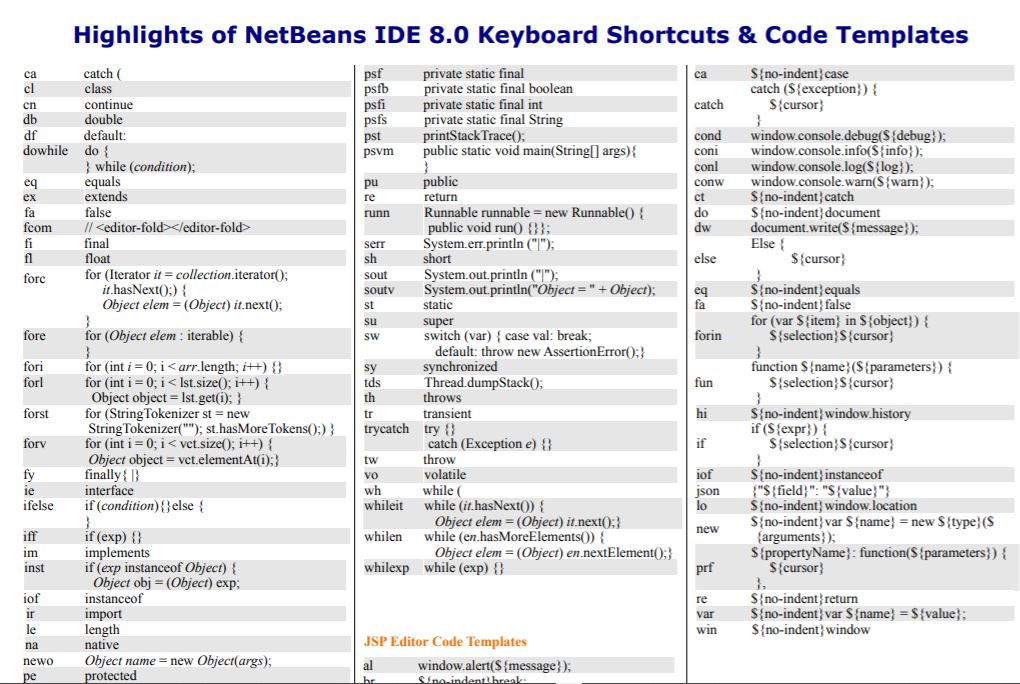 Highlights of NetBeans IDE 8.0 Keyboard Shortcuts & Code Templates
ca catch (
cl class
cn continue
db double
df default:
dowhile do {
} while (condition);
eq equals
ex extends
fa false
fcom // <editor-fold></editor-fold>
fi final
fl float
forc for (Iterator it = collection.iterator();
it.hasNext();) {
Object elem = (Object) it.next();
}
fore for (Object elem : iterable) {
}
fori for (int i = 0; i < arr.length; i++) {}
forl for (int i = 0; i < lst.size(); i++) {
Object object = lst.get(i); }
forst for (StringTokenizer st = new
StringTokenizer(""); st.hasMoreTokens();) }
forv for (int i = 0; i < vct.size(); i++) {
Object object = vct.elementAt(i);}
fy finally{ |}
ie interface
ifelse if (condition){}else {
}
iff if (exp) {}
im implements
inst if (exp instanceof Object) {
Object obj = (Object) exp;
iof instanceof
ir import
le length
na native
newo Object name = new Object(args);
pe protected
psf private static final
psfb private static final boolean
psfi private static final int
psfs private static final String
pst printStackTrace();
psvm public static void main(String[] args){
}
pu public
re return
runn Runnable runnable = new Runnable() {
public void run() {}};
serr System.err.println ("|");
sh short
sout System.out.println ("|");
soutv System.out.println("Object = " + Object);
st static
su super
sw switch (var) { case val: break;
default: throw new AssertionError();}
sy synchronized
tds Thread.dumpStack();
th throws
tr transient
trycatch try {}
catch (Exception e) {}
tw throw
vo volatile
wh while (
whileit while (it.hasNext()) {
Object elem = (Object) it.next();}
whilen while (en.hasMoreElements()) {
Object elem = (Object) en.nextElement();}
whilexp while (exp) {}
JSP Editor Code Templates
al window.alert(${message});
br ${no-indent}break;
ca ${no-indent}case
catch (${exception}) {
catch ${cursor}
}
cond window.console.debug(${debug});
coni window.console.info(${info});
conl window.console.log(${log});
conw window.console.warn(${warn});
ct ${no-indent}catch
do ${no-indent}document
dw document.write(${message});
Else {
else ${cursor}
}
eq ${no-indent}equals
fa ${no-indent}false
for (var ${item} in ${object}) {
forin ${selection}${cursor}
}
function ${name}(${parameters}) {
fun ${selection}${cursor}
}
hi ${no-indent}window.history
if (${expr}) {
if ${selection}${cursor}
}
iof ${no-indent}instanceof
json {"${field}": "${value}"}
lo ${no-indent}window.location
new ${no-indent}var ${name} = new ${type}($
{arguments});
${propertyName}: function(${parameters}) {
prf ${cursor}
},
re ${no-indent}return
var ${no-indent}var ${name} = ${value};
win ${no-indent}window